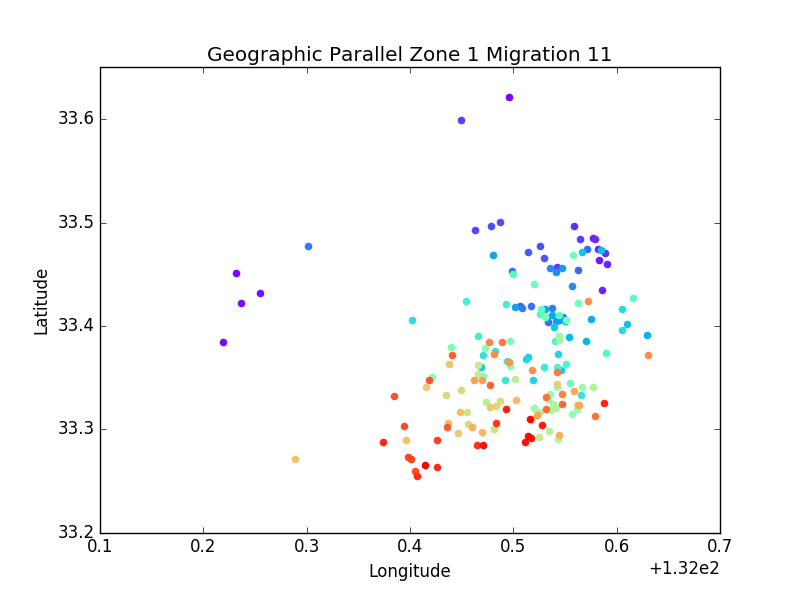 Geographic Parallel Zone 1 Migration 11
33.6
33.5
33.4
33.3
33.2
Latitude
0.1 0.2 0.3 0.4 0.5 0.6 0.7
Longitude
+1.32e2